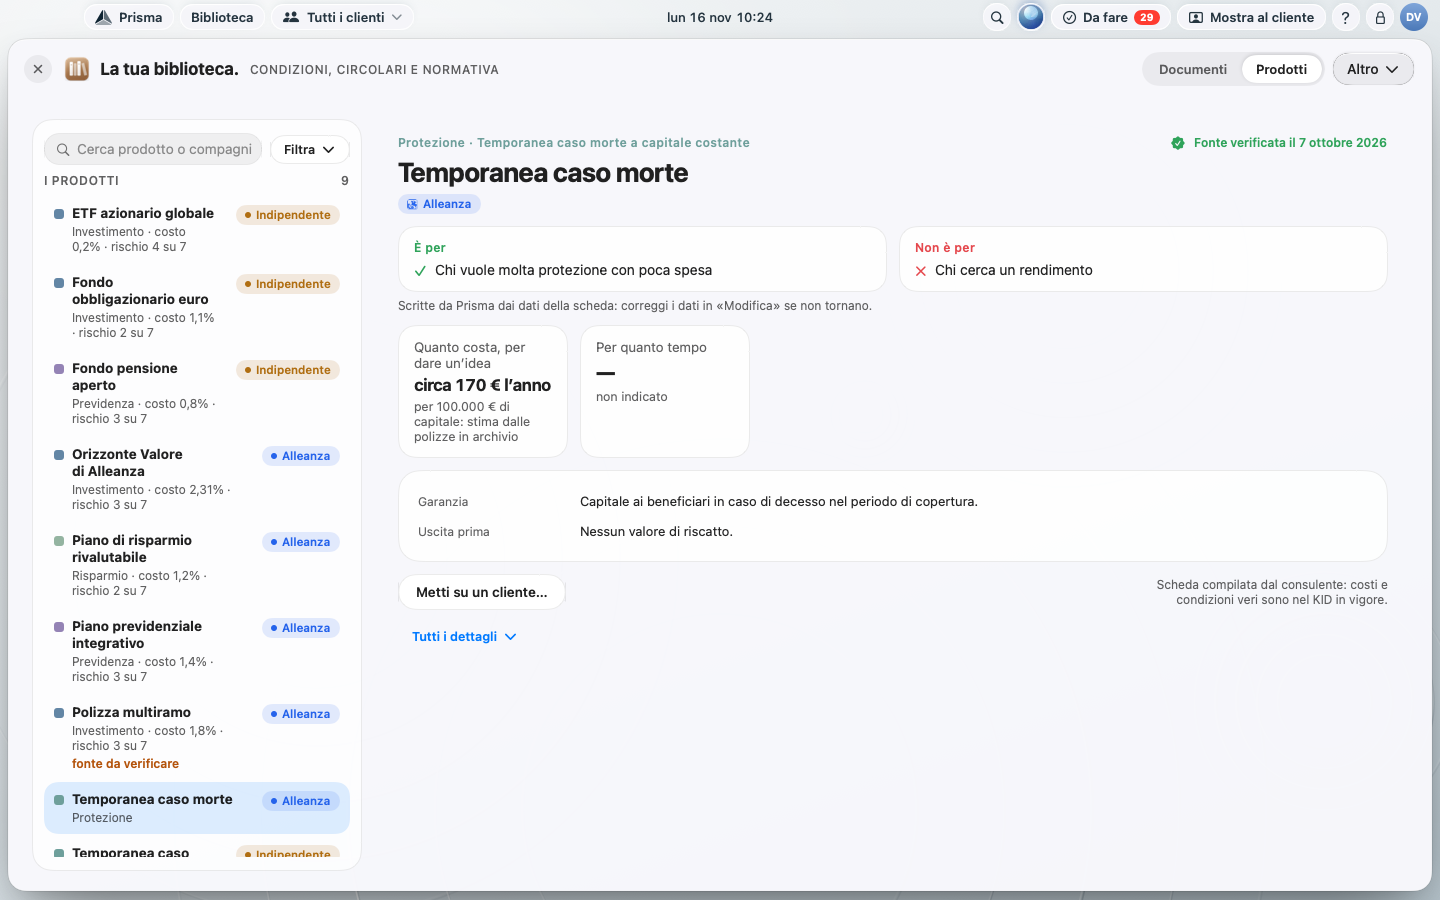 Prisma
Biblioteca
Tutti i clienti
lun 16 nov 10:24
Da fare 29
Mostra al cliente
?
DV
La tua biblioteca. CONDIZIONI, CIRCOLARI E NORMATIVA
Documenti
Prodotti
Altro
Cerca prodotto o compagni
Filtra
I PRODOTTI 9
ETF azionario globale
Indipendente
Investimento · costo
0,2% · rischio 4 su 7
Fondo
obbligazionario euro
Indipendente
Investimento · costo 1,1%
· rischio 2 su 7
Fondo pensione
aperto
Indipendente
Previdenza · costo 0,8% ·
rischio 3 su 7
Orizzonte Valore
di Alleanza
Alleanza
Investimento · costo 2,31% ·
rischio 3 su 7
Piano di risparmio
rivalutabile
Alleanza
Risparmio · costo 1,2% ·
rischio 2 su 7
Piano previdenziale
integrativo
Alleanza
Previdenza · costo 1,4% ·
rischio 3 su 7
Polizza multiramo
Alleanza
Investimento · costo 1,8% ·
rischio 3 su 7
fonte da verificare
Temporanea caso morte
Alleanza
Protezione
Temporanea caso
Indipendente
Protezione · Temporanea caso morte a capitale costante
Fonte verificata il 7 ottobre 2026
Temporanea caso morte
Alleanza
È per
Chi vuole molta protezione con poca spesa
Non è per
Chi cerca un rendimento
Scritte da Prisma dai dati della scheda: correggi i dati in «Modifica» se non tornano.
Quanto costa, per
dare un’idea
circa 170 € l’anno
per 100.000 € di
capitale: stima dalle
polizze in archivio
Per quanto tempo
—
non indicato
Garanzia
Capitale ai beneficiari in caso di decesso nel periodo di copertura.
Uscita prima
Nessun valore di riscatto.
Metti su un cliente...
Scheda compilata dal consulente: costi e
condizioni veri sono nel KID in vigore.
Tutti i dettagli